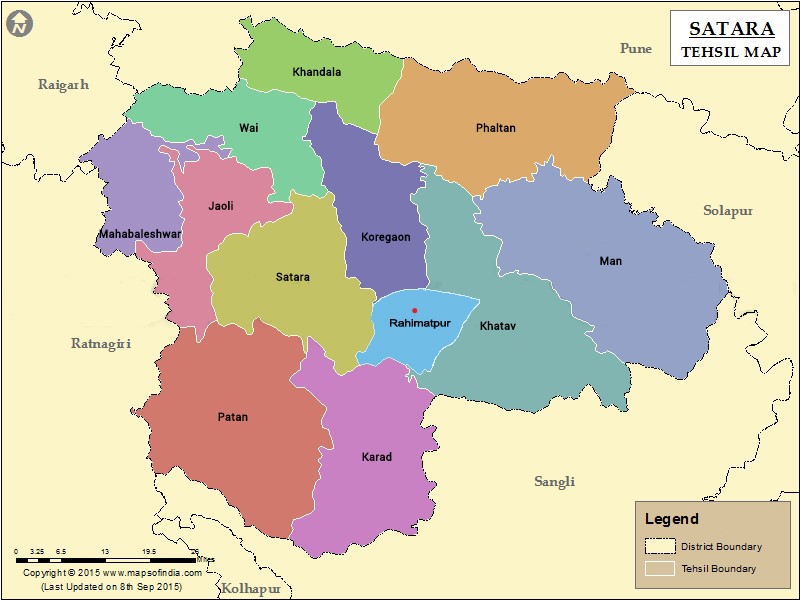 N
SATARA
TEHSIL MAP
Pune
Raigarh
Khandala
Phaltan
Wai
Jaoli
Solapur
Mahabaleshwar
Koregaon
Man
Satara
Rahimatpur
Khatav
Ratnagiri
Patan
Karad
Sangli
Legend
District Boundary
Tehsil Boundary
0 3.25 6.5 13 19.5 26
Miles
Copyright © 2015 www.mapsofindia.com
(Last Updated on 8th Sep 2015)
Kolhapur